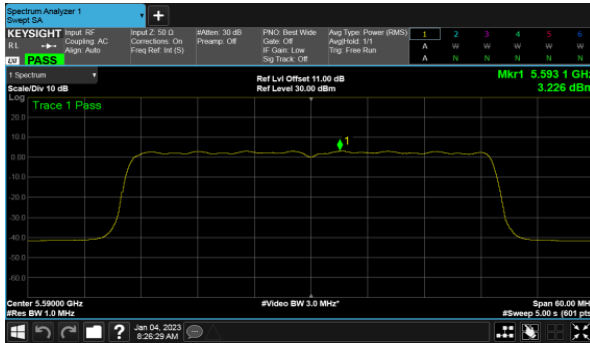 Spectrum Analyzer 1
Swept SA
+
KEYSIGHT Input: RF Input Z: 50 Ω #Atten: 30 dB PNO: Best Wide Avg Type: Power (RMS) 1 2 3 4 5 6
RL Coupling: AC Corrections: On Preamp: Off Gate: Off Avg|Hold: 1/1 A W W W W W
Align: Auto Freq Ref: Int (S) IF Gain: Low Trig: Free Run
LXI PASS Sig Track: Off A N N N N N
1 Spectrum Ref Lvl Offset 11.00 dB Mkr1 5.593 1 GHz
Scale/Div 10 dB Ref Level 30.00 dBm 3.226 dBm
Log
Trace 1 Pass
20.0
10.0
1
0.00
-10.0
-20.0
-30.0
-40.0
-50.0
-60.0
Center 5.59000 GHz #Video BW 3.0 MHz* Span 60.00 MH
#Res BW 1.0 MHz #Sweep 5.00 s (601 pts
? Jan 04, 2023
8:26:29 AM